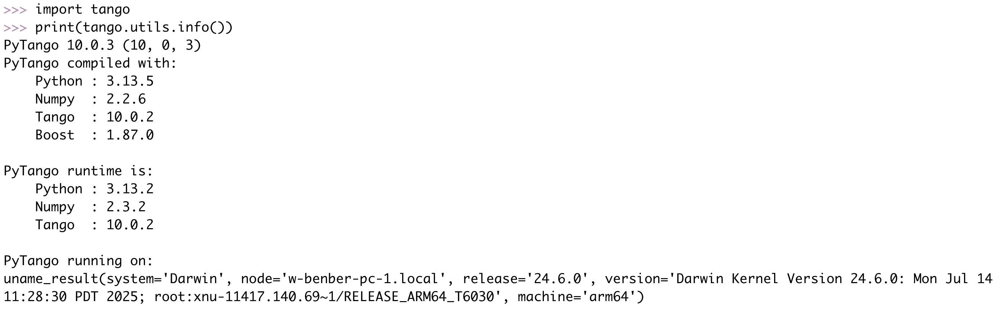 >>> import tango
>>> print(tango.utils.info())
PyTango 10.0.3 (10, 0, 3)
PyTango compiled with:
    Python : 3.13.5
    Numpy  : 2.2.6
    Tango  : 10.0.2
    Boost  : 1.87.0

PyTango runtime is:
    Python : 3.13.2
    Numpy  : 2.3.2
    Tango  : 10.0.2

PyTango running on:
uname_result(system='Darwin', node='w-benber-pc-1.local', release='24.6.0', version='Darwin Kernel Version 24.6.0: Mon Jul 14
11:28:30 PDT 2025; root:xnu-11417.140.69~1/RELEASE_ARM64_T6030', machine='arm64')